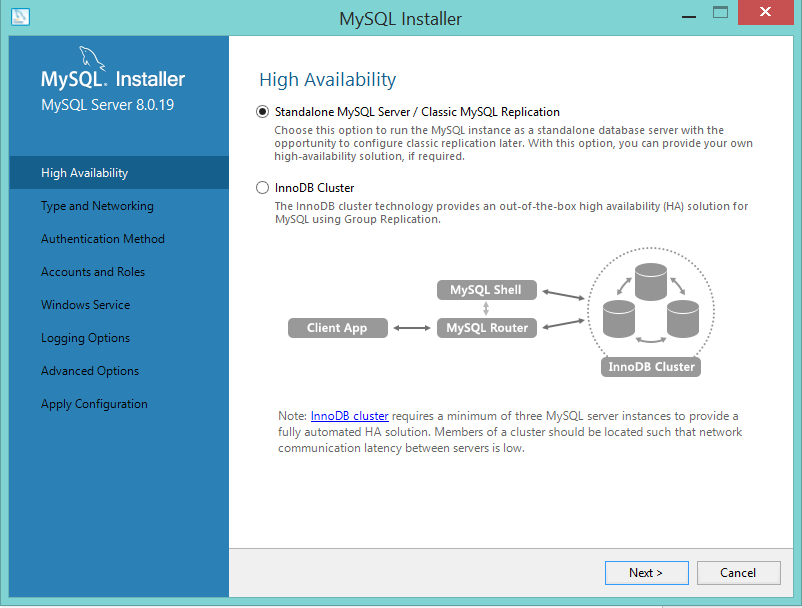 MySQL Installer
MySQL. Installer
MySQL Server 8.0.19
High Availability
Type and Networking
Authentication Method
Accounts and Roles
Windows Service
Logging Options
Advanced Options
Apply Configuration
High Availability
Standalone MySQL Server / Classic MySQL Replication
Choose this option to run the MySQL instance as a standalone database server with the
opportunity to configure classic replication later. With this option, you can provide your own
high-availability solution, if required.
InnoDB Cluster
The InnoDB cluster technology provides an out-of-the-box high availability (HA) solution for
MySQL using Group Replication.
MySQL Shell
Client App
MySQL Router
InnoDB Cluster
Note: InnoDB cluster requires a minimum of three MySQL server instances to provide a
fully automated HA solution. Members of a cluster should be located such that network
communication latency between servers is low.
Next >
Cancel